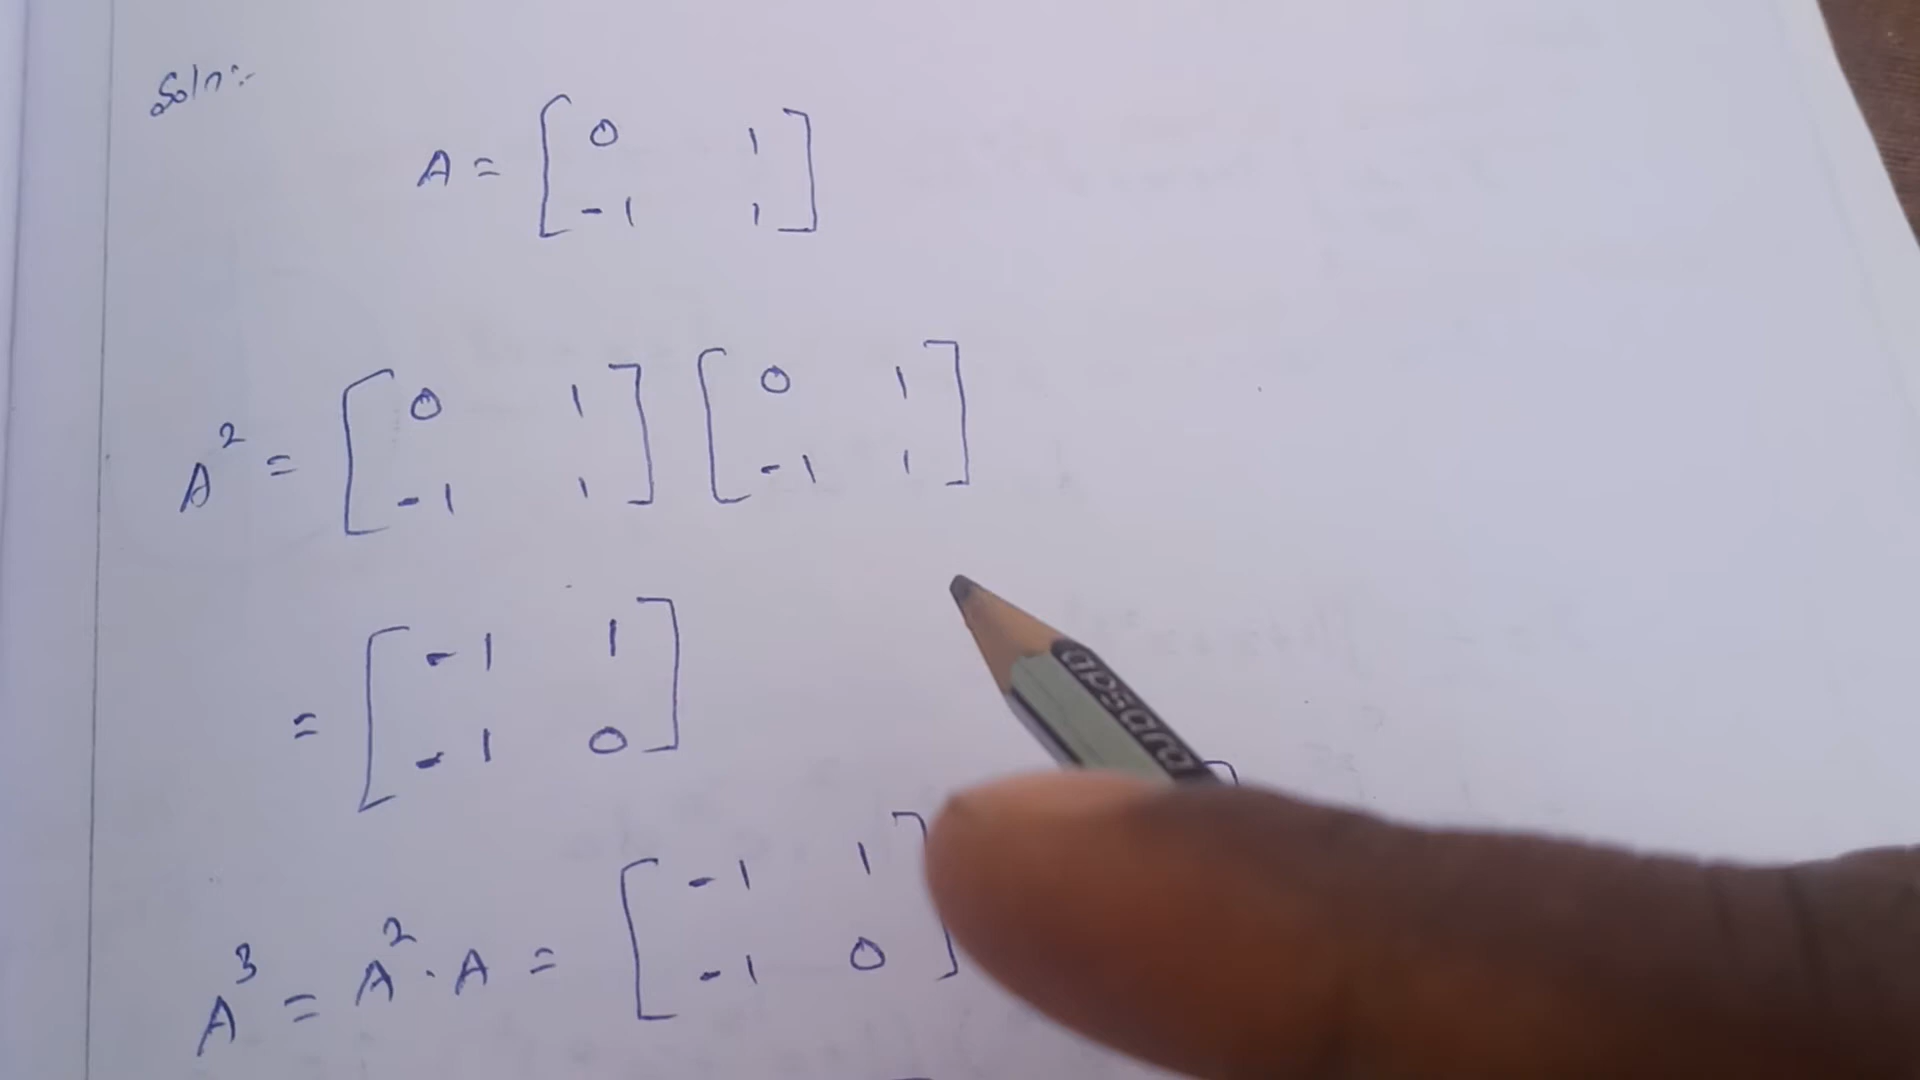 Soln:-
A = [ 0 1
-1 1 ]
A² = [ 0 1
-1 1 ] [ 0 1
-1 1 ]
= [ -1 1
-1 0 ]
apsara
A³ = A² . A = [ -1 1
-1 0 ]